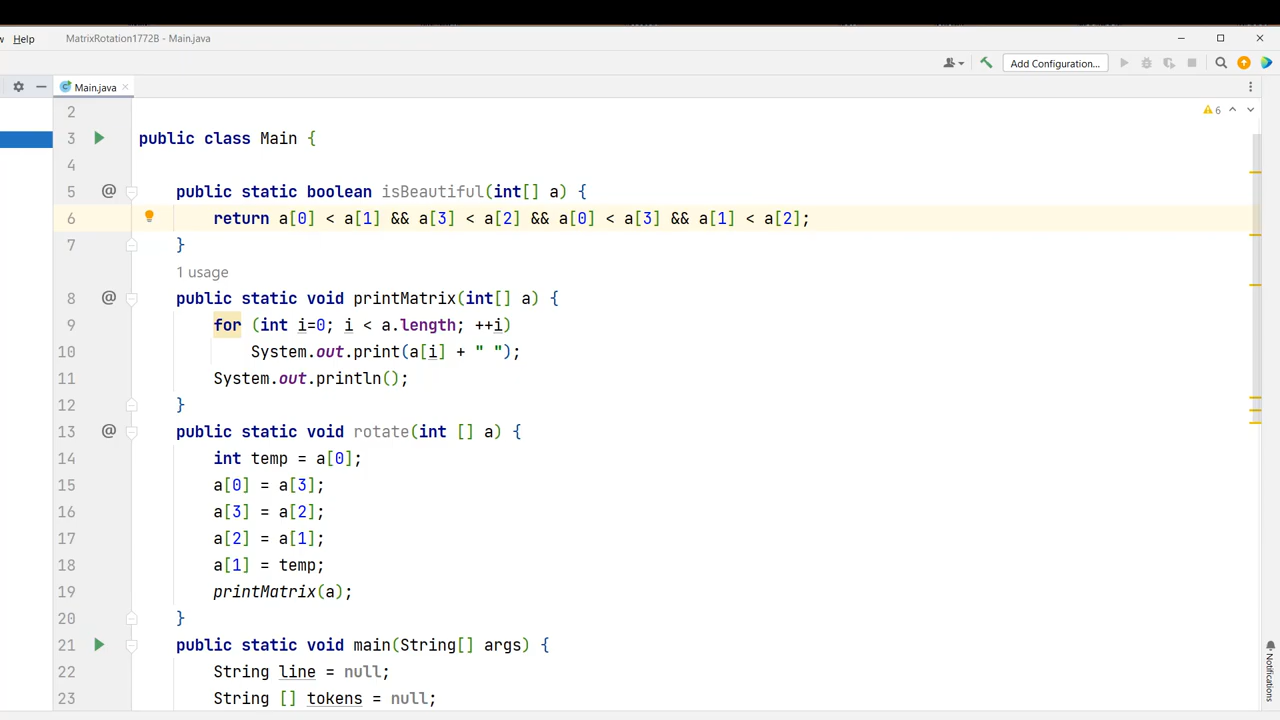 w Help MatrixRotation1772B - Main.java
Add Configuration...
Main.java
6
2
3 public class Main {
4
5 @ public static boolean isBeautiful(int[] a) {
6 return a[0] < a[1] && a[3] < a[2] && a[0] < a[3] && a[1] < a[2];
7 }
1 usage
8 @ public static void printMatrix(int[] a) {
9 for (int i=0; i < a.length; ++i)
10 System.out.print(a[i] + " ");
11 System.out.println();
12 }
13 @ public static void rotate(int [] a) {
14 int temp = a[0];
15 a[0] = a[3];
16 a[3] = a[2];
17 a[2] = a[1];
18 a[1] = temp;
19 printMatrix(a);
20 }
21 public static void main(String[] args) {
22 String line = null;
23 String [] tokens = null;
Notifications